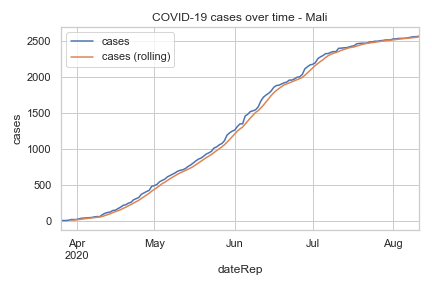 COVID-19 cases over time - Mali
cases
cases (rolling)
2500
2000
1500
1000
500
0
cases
Apr
2020
May
Jun
Jul
Aug
dateRep